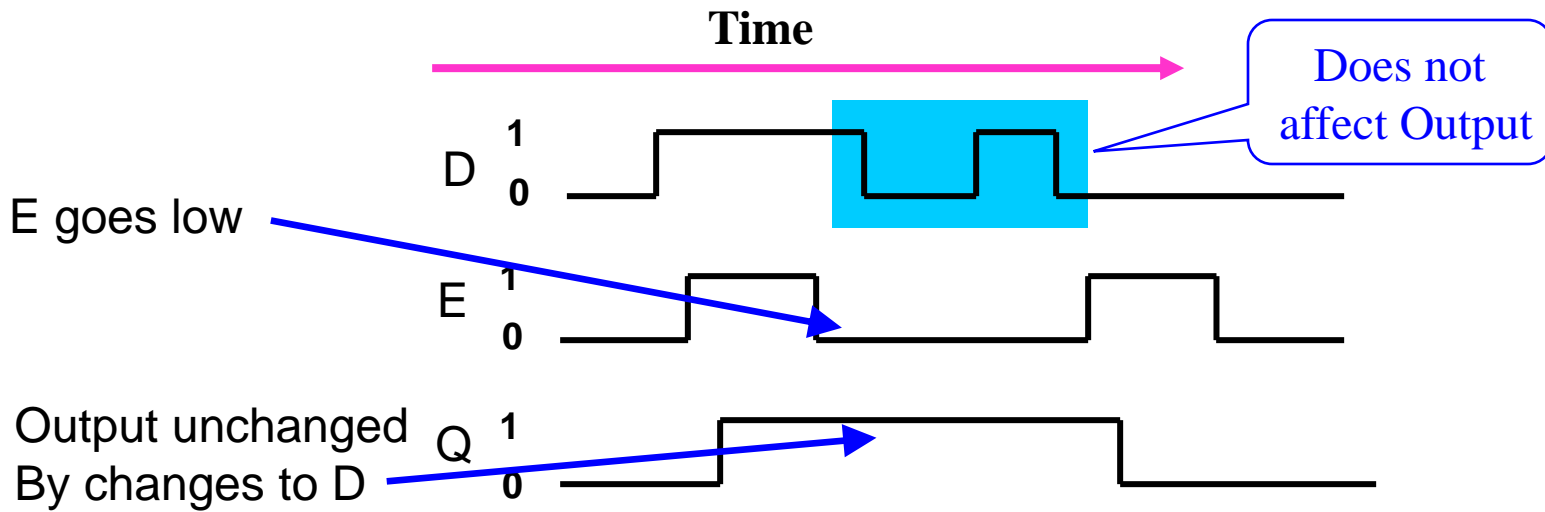 Time
Does not
affect Output
D
1
0
E goes low
E
1
0
Output unchanged
By changes to D
Q
1
0